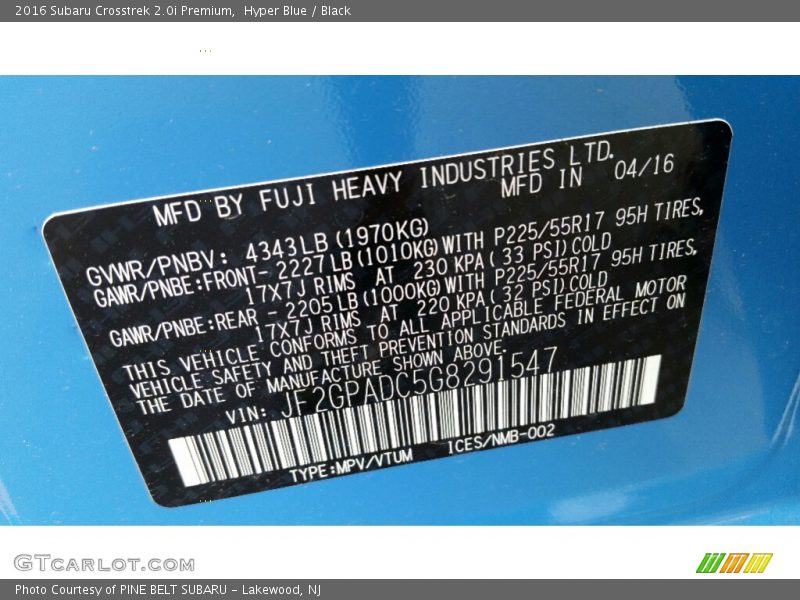 2016 Subaru Crosstrek 2.0i Premium,  Hyper Blue / Black
MFD BY FUJI HEAVY INDUSTRIES LTD.
MFD IN 04/16
GVWR/PNBV: 4343LB(1970KG)
GAWR/PNBE:FRONT- 2227LB(1010KG)WITH P225/55R17 95H TIRES,
17X7J RIMS AT 230 KPA( 33 PSI)COLD
GAWR/PNBE:REAR - 2205LB(1000KG)WITH P225/55R17 95H TIRES,
17X7J RIMS AT 220 KPA( 32 PSI)COLD
THIS VEHICLE CONFORMS TO ALL APPLICABLE FEDERAL MOTOR
VEHICLE SAFETY AND THEFT PREVENTION STANDARDS IN EFFECT ON
THE DATE OF MANUFACTURE SHOWN ABOVE.
VIN: JF2GPADC5G8291547
TYPE:MPV/VTUM ICES/NMB-002
GTCARLOT.COM
Photo Courtesy of PINE BELT SUBARU - Lakewood, NJ